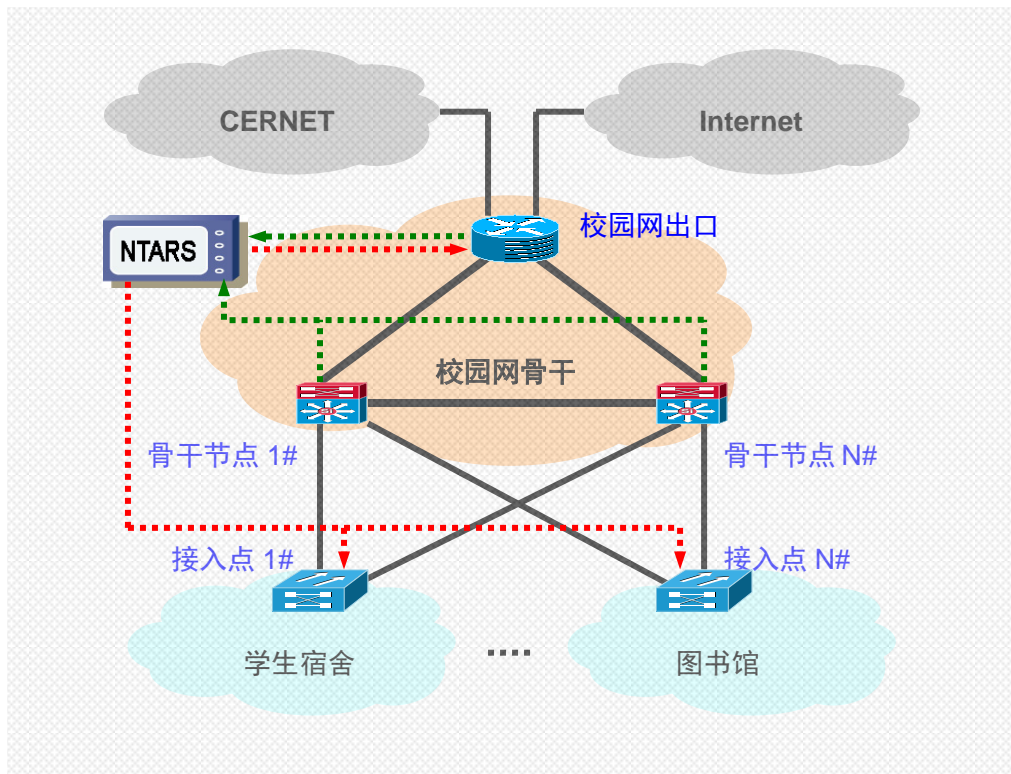 CERNET
Internet
校园网出口
NTARS
校园网骨干
骨干节点 1#
骨干节点 N#
接入点 1#
接入点 N#
学生宿舍
图书馆